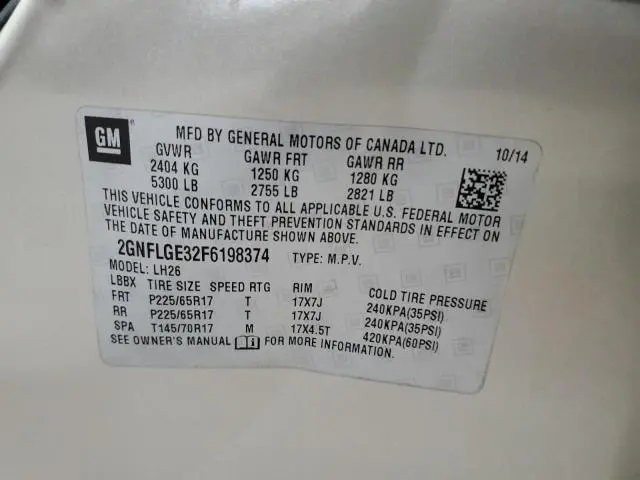 GM
MFD BY GENERAL MOTORS OF CANADA LTD.
GVWR GAWR FRT GAWR RR 10/14
2404 KG 1250 KG 1280 KG
5300 LB 2755 LB 2821 LB
THIS VEHICLE CONFORMS TO ALL APPLICABLE U.S. FEDERAL MOTOR
VEHICLE SAFETY AND THEFT PREVENTION STANDARDS IN EFFECT ON
THE DATE OF MANUFACTURE SHOWN ABOVE.
2GNFLGE32F6198374 TYPE: M.P.V.
MODEL: LH26
LBBX TIRE SIZE SPEED RTG RIM COLD TIRE PRESSURE
FRT P225/65R17 T 17X7J 240KPA(35PSI)
RR P225/65R17 T 17X7J 240KPA(35PSI)
SPA T145/70R17 M 17X4.5T 420KPA(60PSI)
SEE OWNER'S MANUAL FOR MORE INFORMATION.